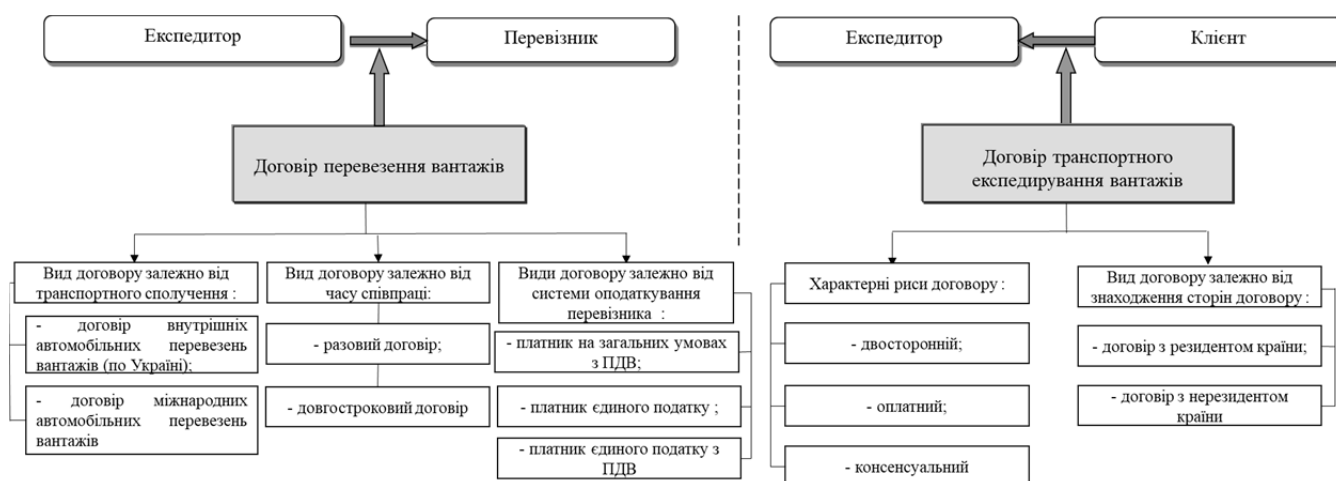 Експедитор
Перевізник
Договір перевезення вантажів
Вид договору залежно від
транспортного сполучення :
- договір внутрішніх
автомобільних перевезень
вантажів (по Україні);
- договір міжнародних
автомобільних перевезень
вантажів
Вид договору залежно від
часу співпраці:
- разовий договір;
- довгостроковий договір
Види договору залежно від
системи оподаткування
перевізника :
- платник на загальних умовах
з ПДВ;
- платник єдиного податку ;
- платник єдиного податку з
ПДВ
Експедитор
Клієнт
Договір транспортного
експедирування вантажів
Характерні риси договору :
- двосторонній;
- оплатний;
- консенсуальний
Вид договору залежно від
знаходження сторін договору :
- договір з резидентом країни;
- договір з нерезидентом
країни